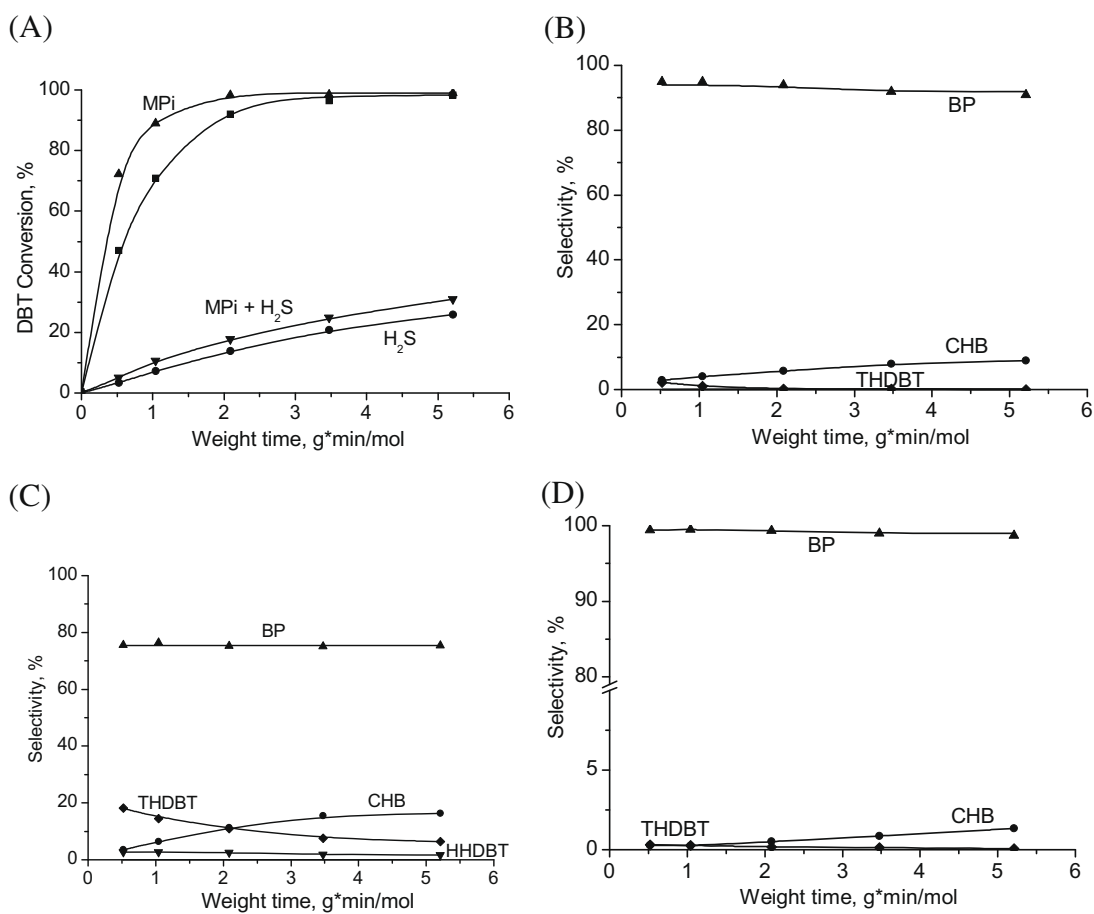 (A)
100
80
60
40
20
0
DBT Conversion, %
MPi
MPi + H₂S
H₂S
0 1 2 3 4 5 6
Weight time, g*min/mol
(B)
100
80
60
40
20
0
Selectivity, %
BP
CHB
THDBT
0 1 2 3 4 5 6
Weight time, g*min/mol
(C)
100
80
60
40
20
0
Selectivity, %
BP
THDBT
CHB
HHDBT
0 1 2 3 4 5 6
Weight time, g*min/mol
(D)
100
90
80
5
0
Selectivity, %
BP
CHB
THDBT
0 1 2 3 4 5 6
Weight time, g*min/mol